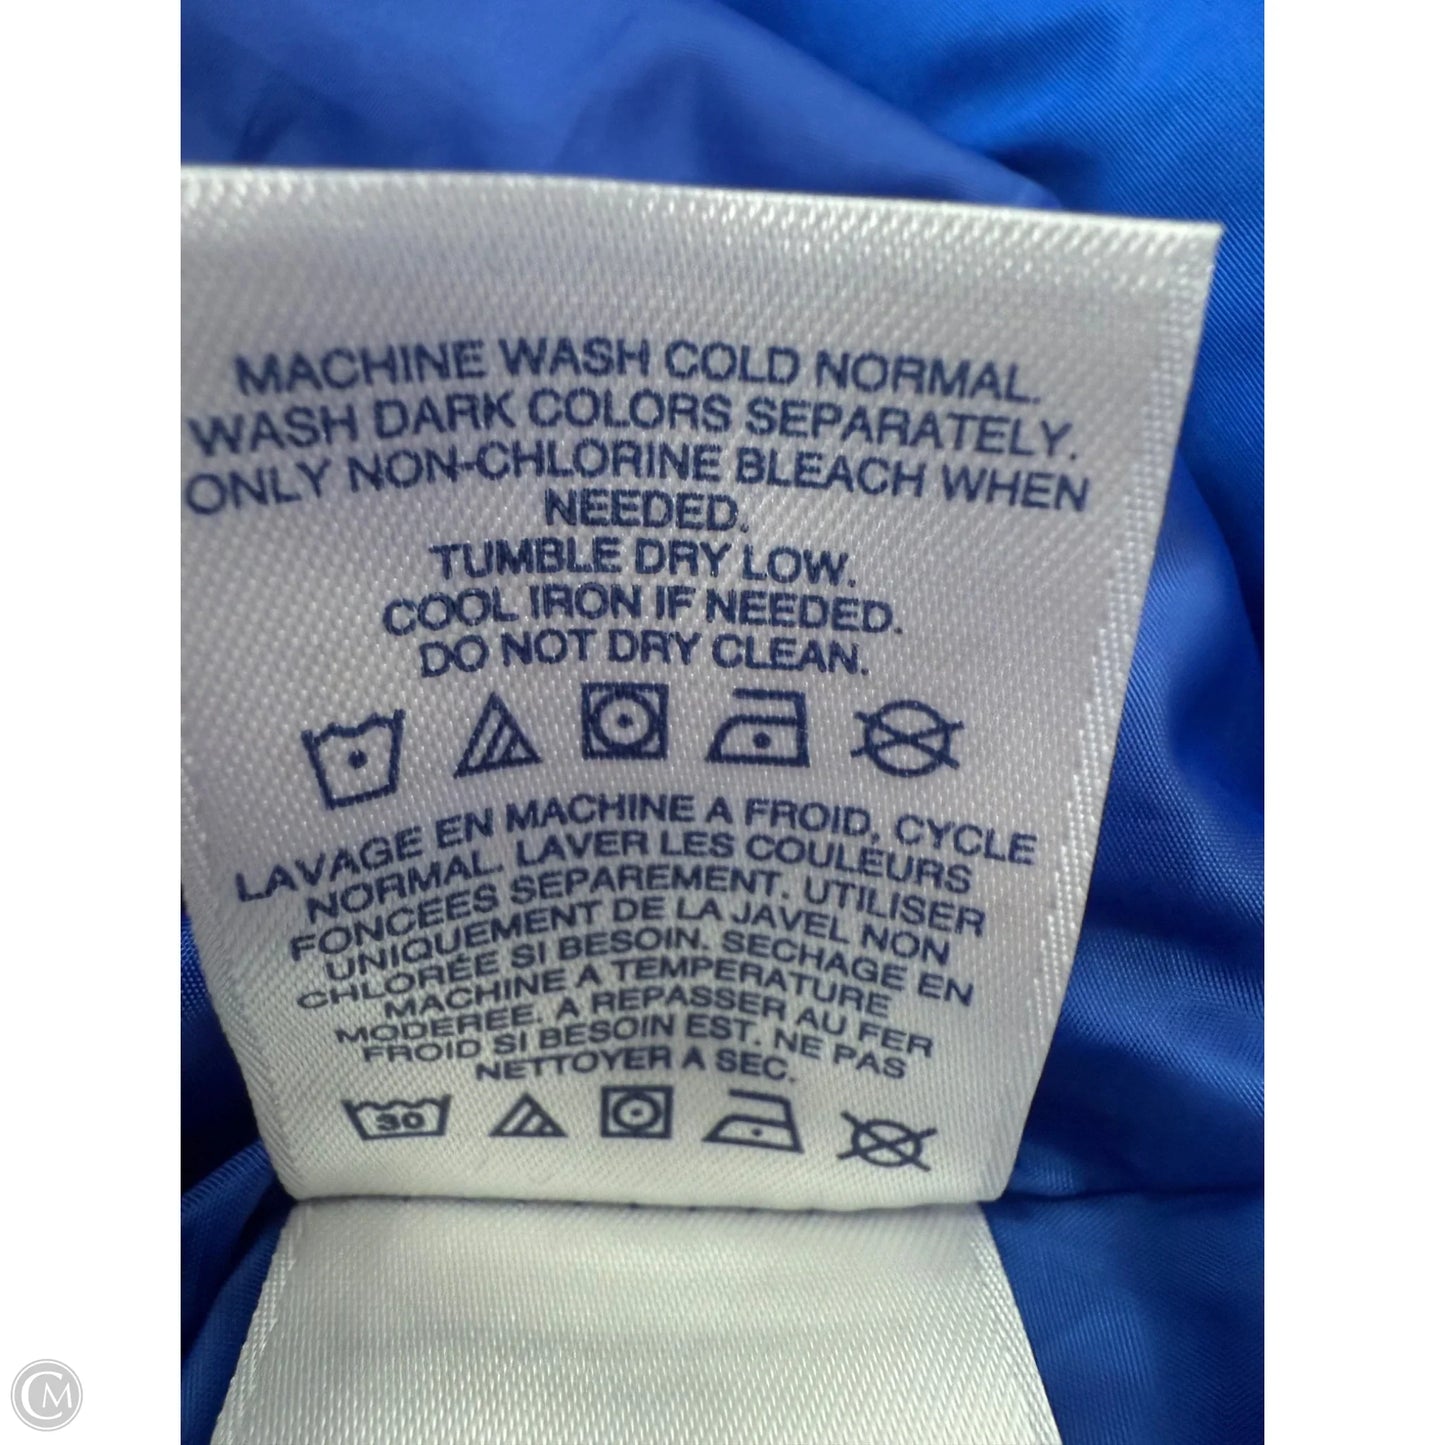 MACHINE WASH COLD NORMAL.
WASH DARK COLORS SEPARATELY.
ONLY NON-CHLORINE BLEACH WHEN
NEEDED.
TUMBLE DRY LOW.
COOL IRON IF NEEDED.
DO NOT DRY CLEAN.
LAVAGE EN MACHINE A FROID, CYCLE
NORMAL. LAVER LES COULEURS
FONCEES SEPAREMENT. UTILISER
UNIQUEMENT DE LA JAVEL NON
CHLORÉE SI BESOIN. SECHAGE EN
MACHINE A TEMPERATURE
MODEREE. A REPASSER AU FER
FROID SI BESOIN EST. NE PAS
NETTOYER A SEC.
30
CM